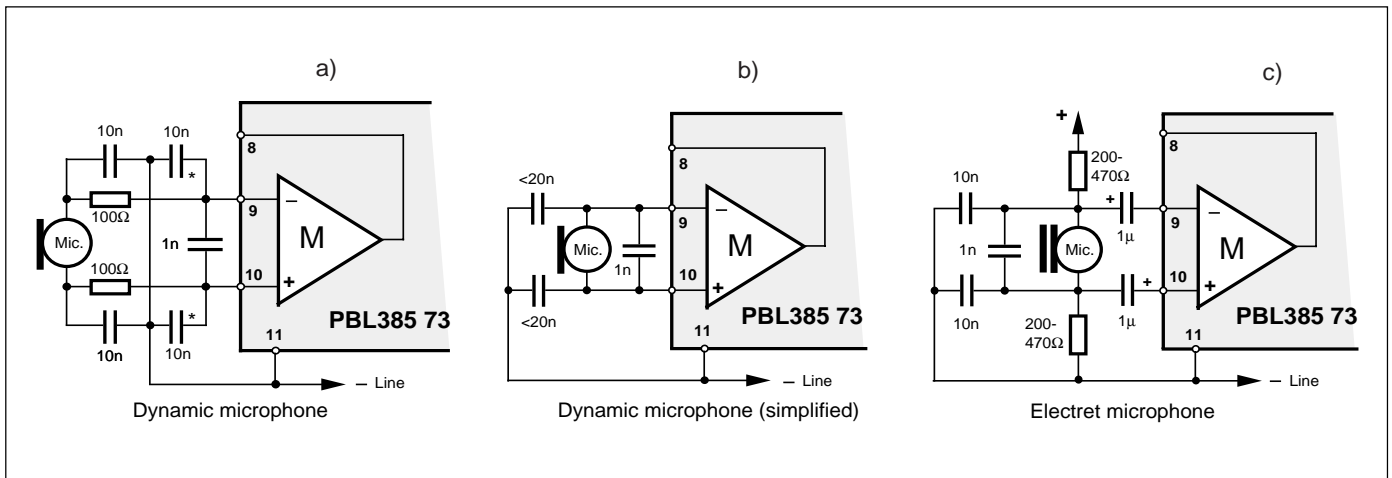 a)
10n
10n
*
8
100Ω
9
–
Mic.
1n
M
100Ω
10
+
*
10n
10n
11
PBL385 73
– Line
Dynamic microphone
b)
8
<20n
9
–
Mic.
1n
M
10
+
<20n
11
PBL385 73
– Line
Dynamic microphone (simplified)
c)
+
8
200-
470Ω
10n
+
9
–
1µ
1n
Mic.
M
10
+
+
10n
1µ
200-
470Ω
11
PBL385 73
– Line
Electret microphone